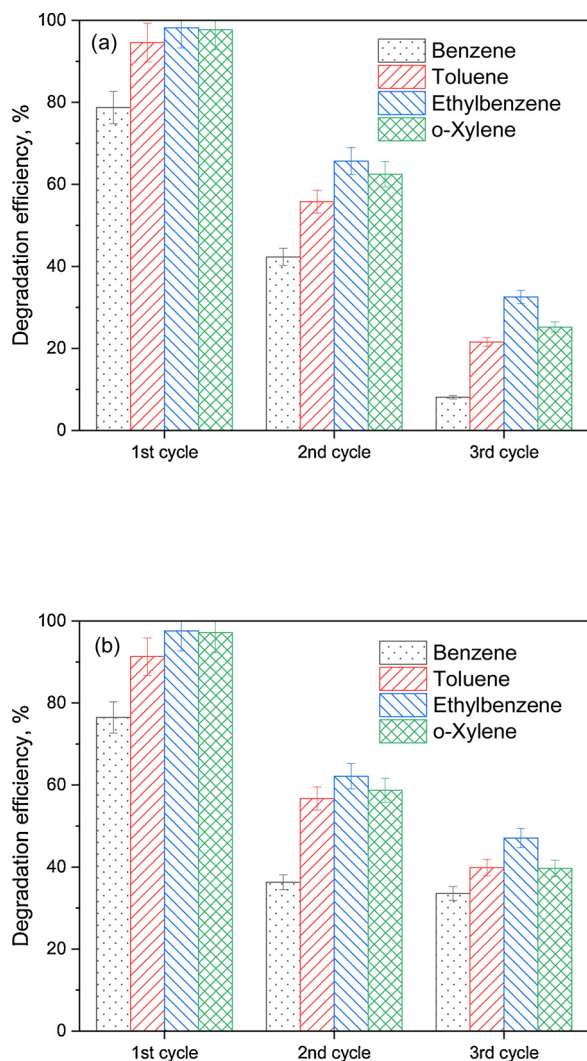 (a)
Benzene
Toluene
Ethylbenzene
o-Xylene
Degradation efficiency, %
100
80
60
40
20
0
1st cycle 2nd cycle 3rd cycle
(b)
Benzene
Toluene
Ethylbenzene
o-Xylene
Degradation efficiency, %
100
80
60
40
20
0
1st cycle 2nd cycle 3rd cycle